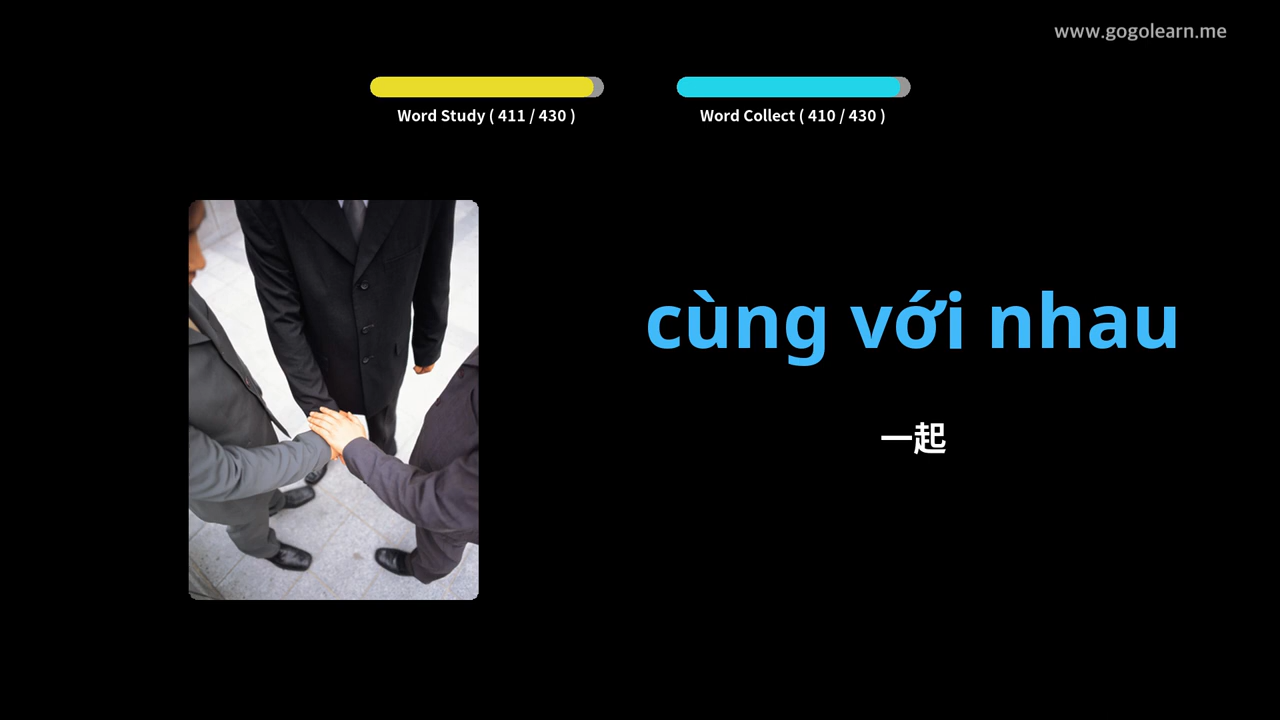 www.gogolearn.me
Word Study ( 411 / 430 )
Word Collect ( 410 / 430 )
cùng với nhau
一起